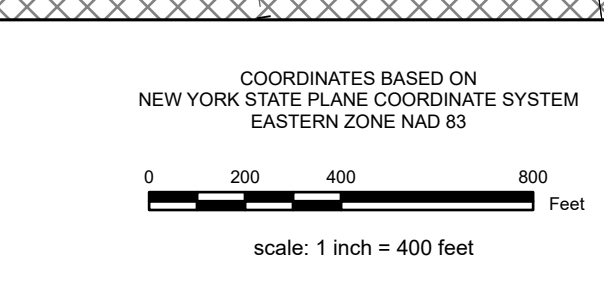 COORDINATES BASED ON
NEW YORK STATE PLANE COORDINATE SYSTEM
EASTERN ZONE NAD 83
0 200 400 800
Feet
scale: 1 inch = 400 feet